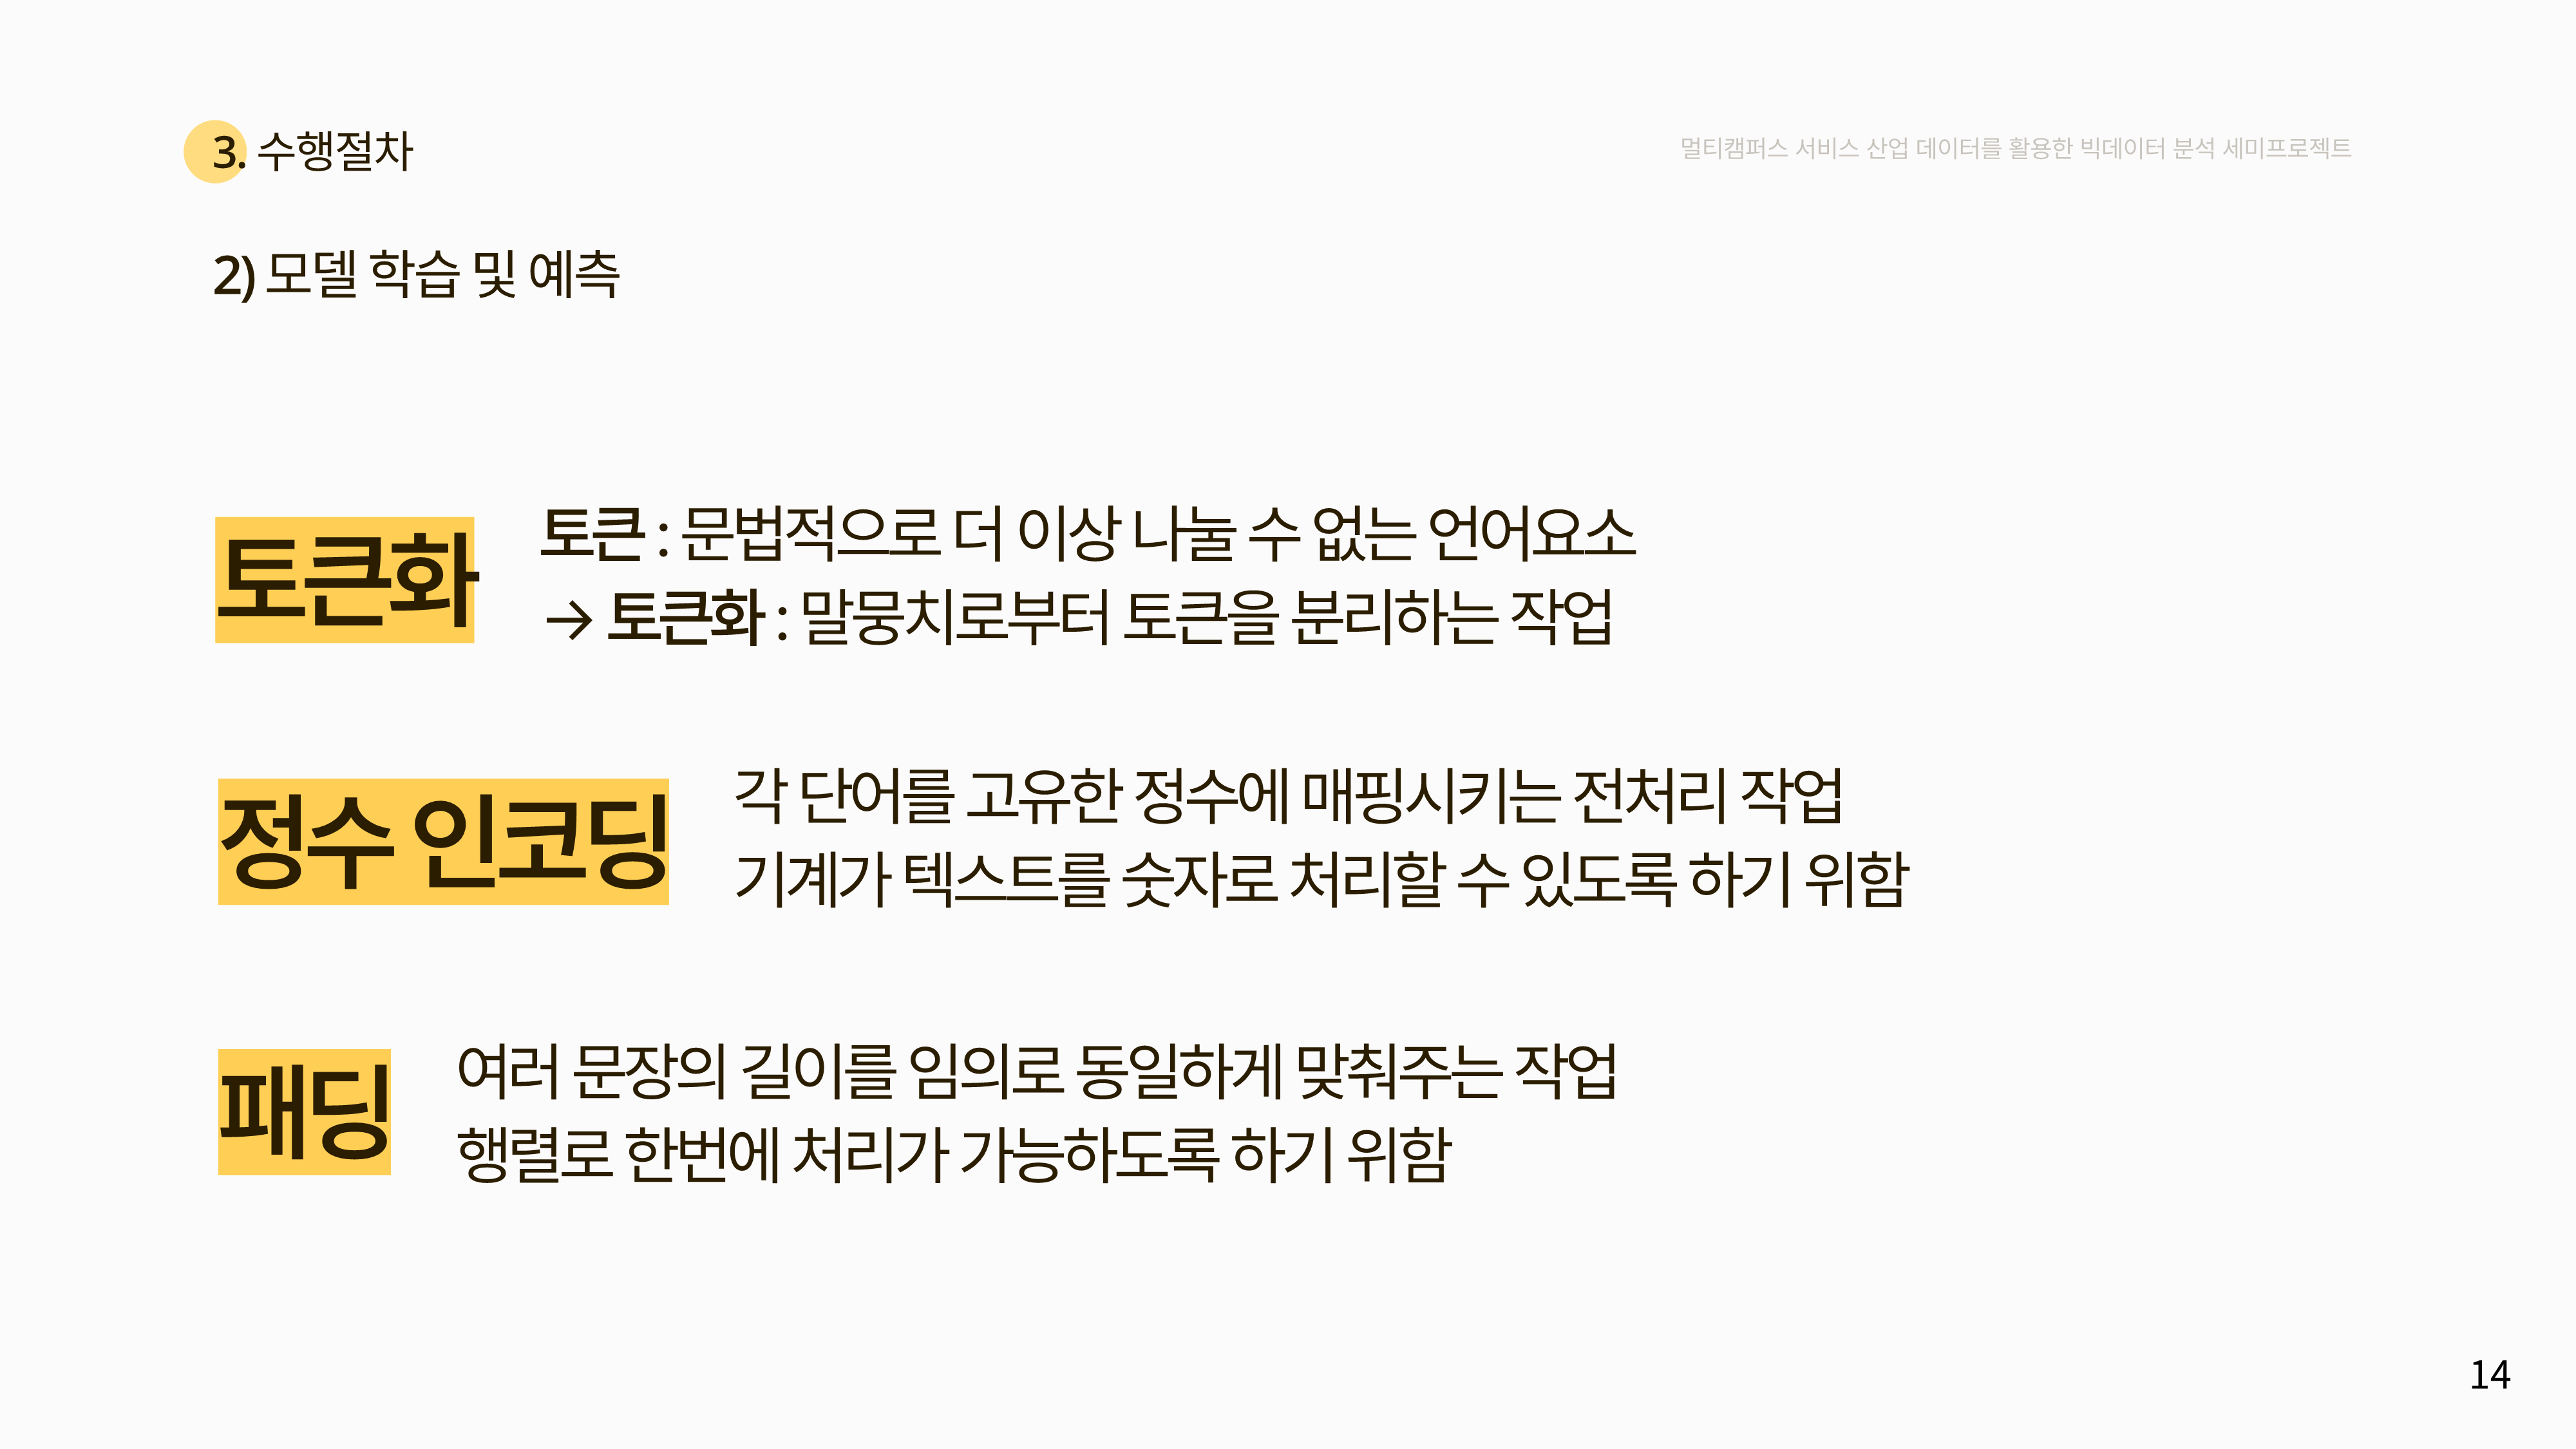 3. 수행절차
멀티캠퍼스 서비스 산업 데이터를 활용한 빅데이터 분석 세미프로젝트
2) 모델 학습 및 예측
토큰화
토큰 : 문법적으로 더 이상 나눌 수 없는 언어요소
→ 토큰화 : 말뭉치로부터 토큰을 분리하는 작업
정수 인코딩
각 단어를 고유한 정수에 매핑시키는 전처리 작업
기계가 텍스트를 숫자로 처리할 수 있도록 하기 위함
패딩
여러 문장의 길이를 임의로 동일하게 맞춰주는 작업
행렬로 한번에 처리가 가능하도록 하기 위함
14